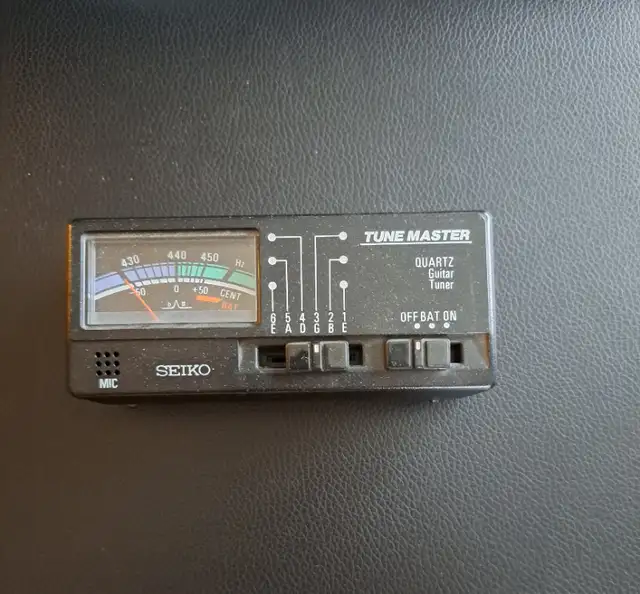 TUNE MASTER
430 440 450 Hz
-50 0 +50 CENT
BAT
QUARTZ
Guitar
Tuner
6 5 4 3 2 1
E A D G B E
OFF BAT ON
MIC
SEIKO